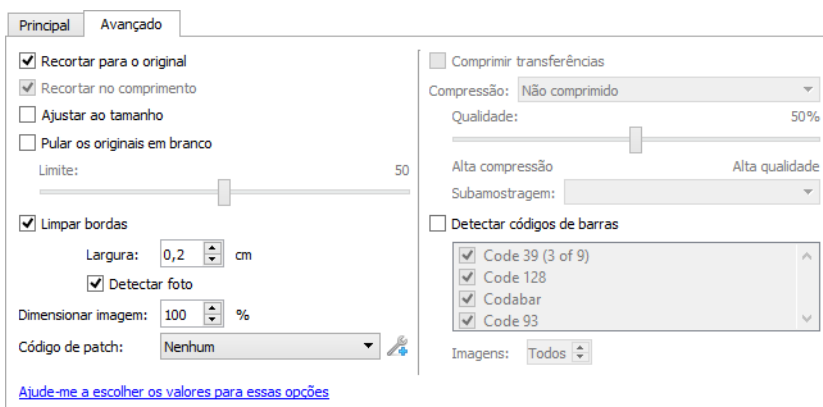 Principal Avançado
Recortar para o original
Recortar no comprimento
Ajustar ao tamanho
Pular os originais em branco
Limite: 50
Limpar bordas
Largura: 0,2 cm
Detectar foto
Dimensionar imagem: 100 %
Código de patch: Nenhum
Ajude-me a escolher os valores para essas opções
Comprimir transferências
Compressão: Não comprimido
Qualidade: 50%
Alta compressão Alta qualidade
Subamostragem:
Detectar códigos de barras
Code 39 (3 of 9)
Code 128
Codabar
Code 93
Imagens: Todos